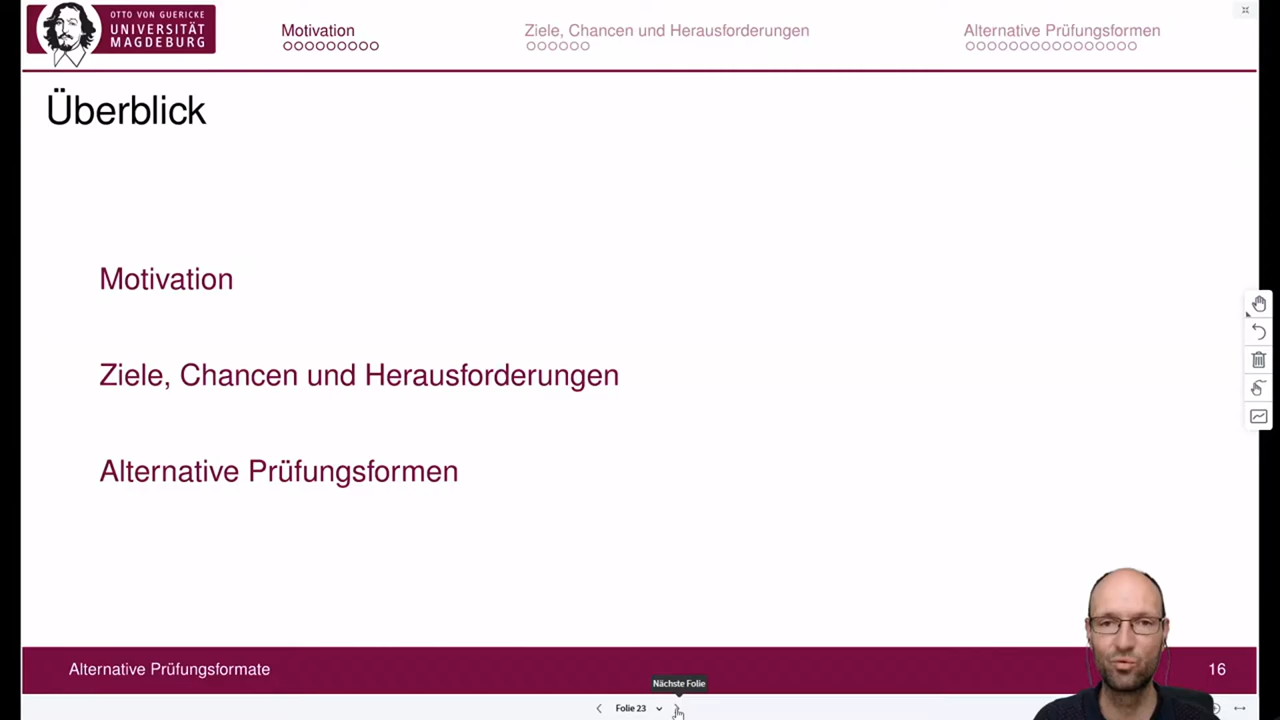 OTTO VON GUERICKE
UNIVERSITÄT
MAGDEBURG
Motivation
Ziele, Chancen und Herausforderungen
Alternative Prüfungsformen
Überblick
Motivation
Ziele, Chancen und Herausforderungen
Alternative Prüfungsformen
Alternative Prüfungsformate
16
Nächste Folie
Folie 23